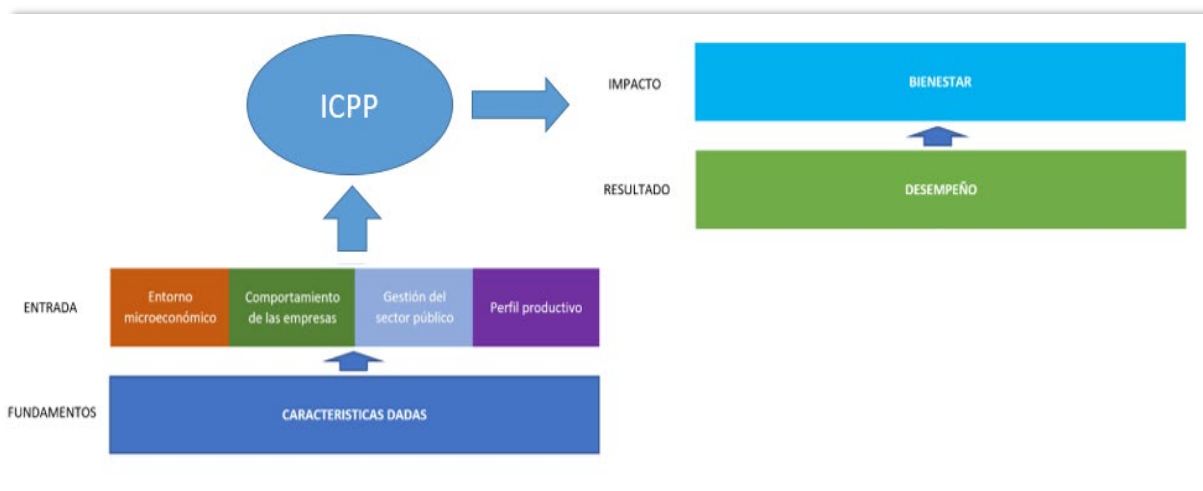 ICPP
IMPACTO
BIENESTAR
RESULTADO
DESEMPEÑO
ENTRADA
Entorno
microeconómico
Comportamiento
de las empresas
Gestión del
sector público
Perfil productivo
FUNDAMENTOS
CARACTERISTICAS DADAS